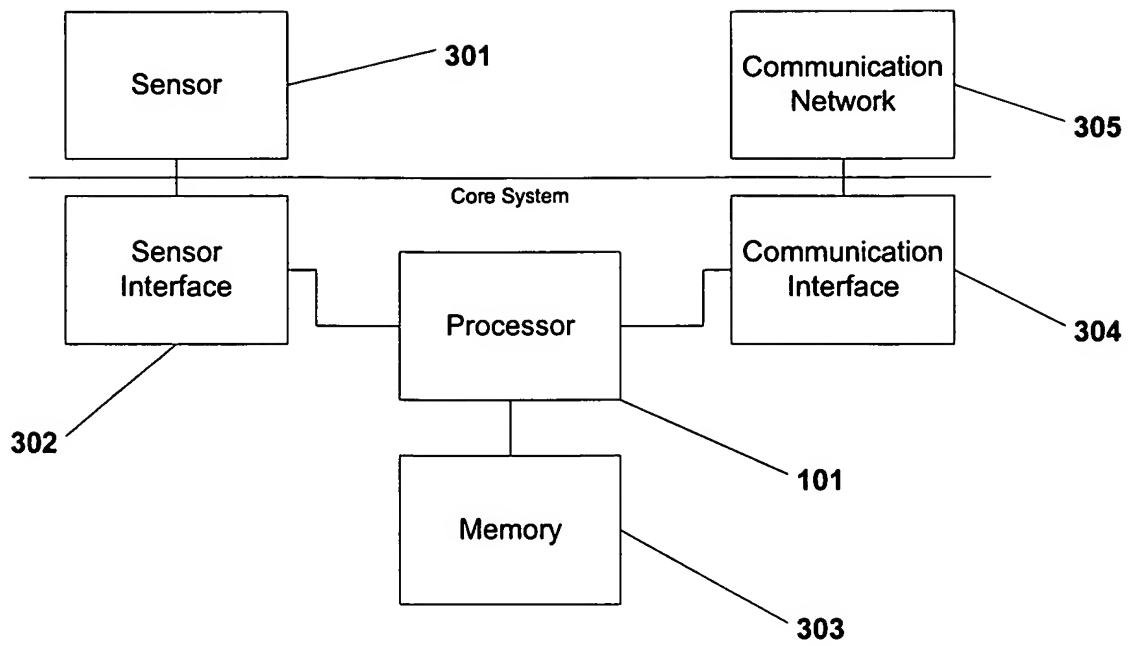 Sensor
301
Communication
Network
305
Core System
Sensor
Interface
302
Processor
101
Communication
Interface
304
Memory
303